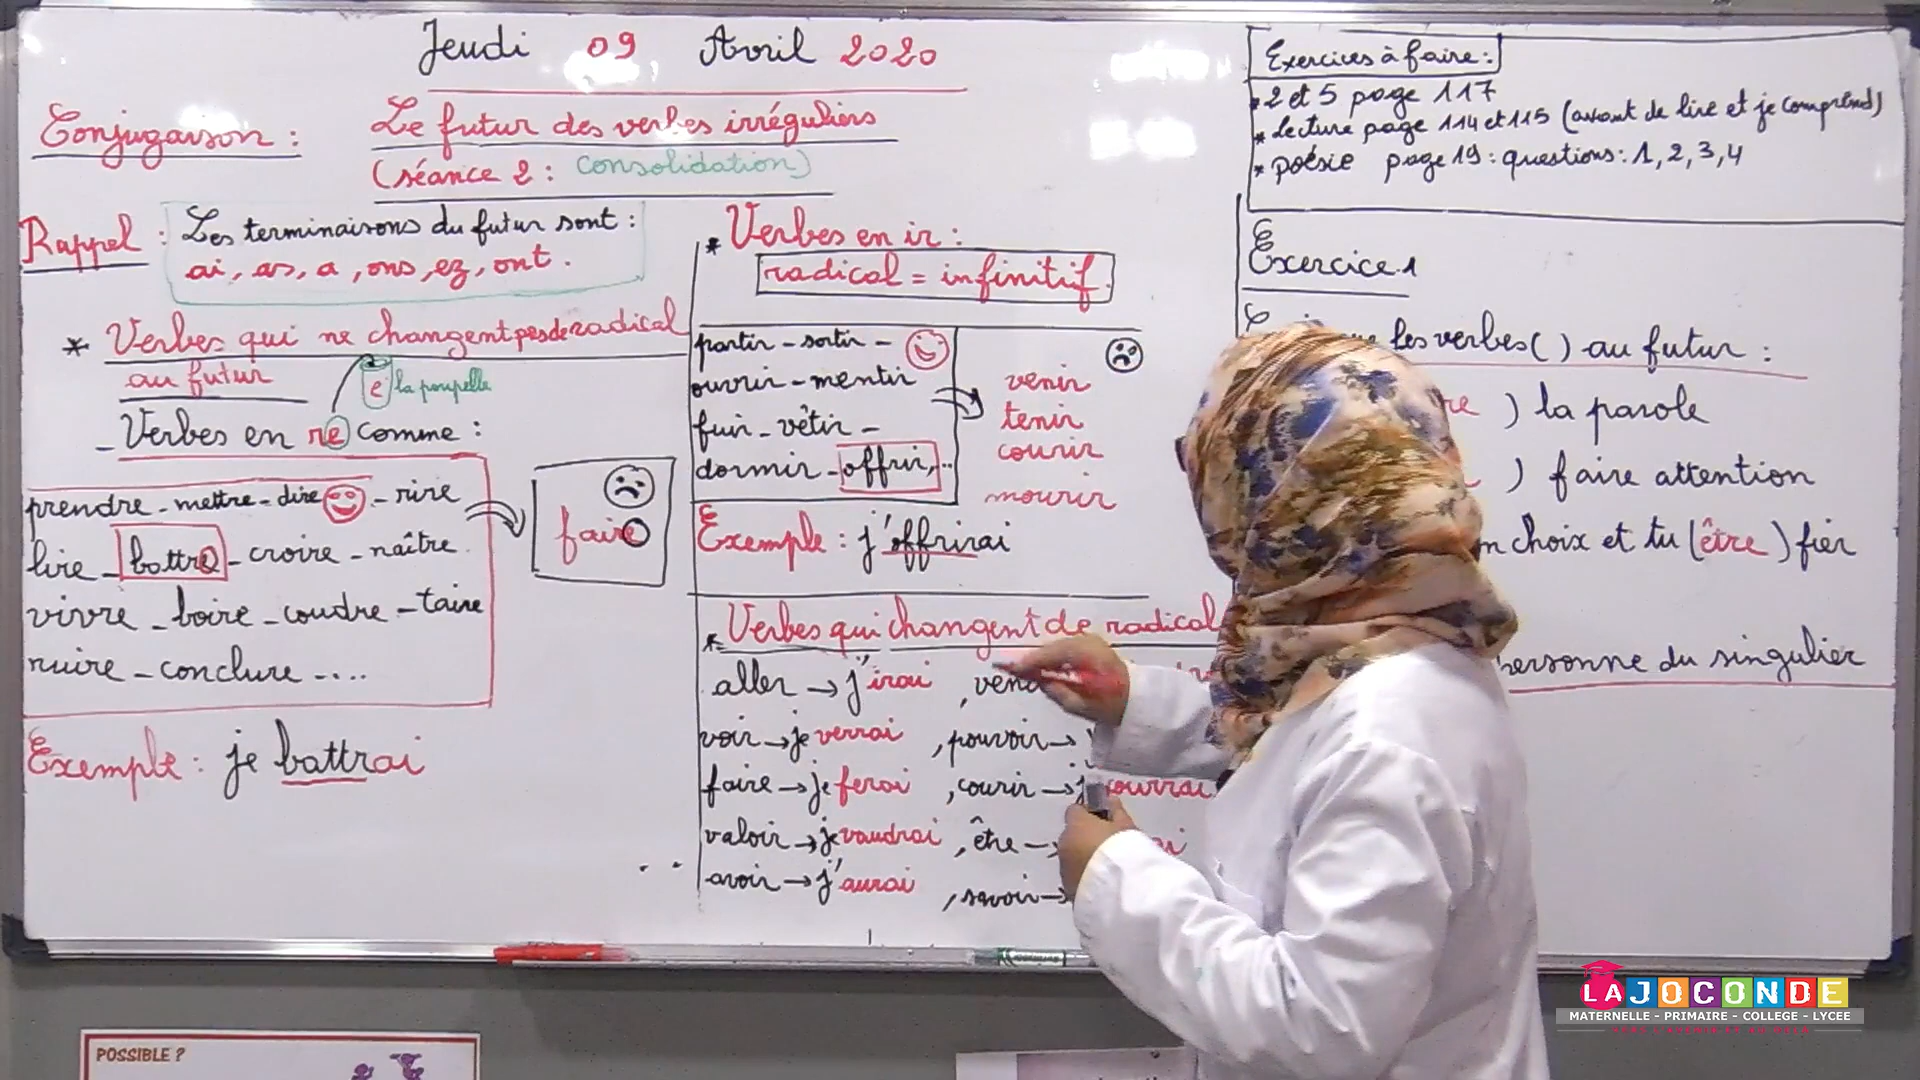 Jeudi 09 Avril 2020
Conjugaison : Le futur des verbes irréguliers
(séance 2 : consolidation)
Rappel : Les terminaisons du futur sont :
ai, as, a, ons, ez, ont.
* Verbes qui ne changent pas de radical
au futur
e la poupelle
- Verbes en re comme :
prendre - mettre - dire - rire
lire - battre - croire - naître
vivre - boire - coudre - taire
nuire - conclure - ....
faire
Exemple : je battrai
* Verbes en ir :
radical = infinitif.
partir - sortir -
ouvrir - mentir
fuir - vêtir -
dormir - offrir, ...
venir
tenir
courir
mourir
Exemple : j'offrirai
* Verbes qui changent de radical
aller → j'irai
voir → je verrai , pouvoir →
faire → je ferai , courir → courrai
valoir → je vaudrai , être →
avoir → j'aurai , savoir →
Exercices à faire :
* 2 et 5 page 117
* Lecture page 114 et 115 (avant de lire et je comprend)
* poésie page 19 : questions : 1, 2, 3, 4
Exercice 1
les verbes ( ) au futur :
) la parole
) faire attention
choix et tu (être) fier
personne du singulier
POSSIBLE ?
LAJOCONDE
MATERNELLE - PRIMAIRE - COLLEGE - LYCEE